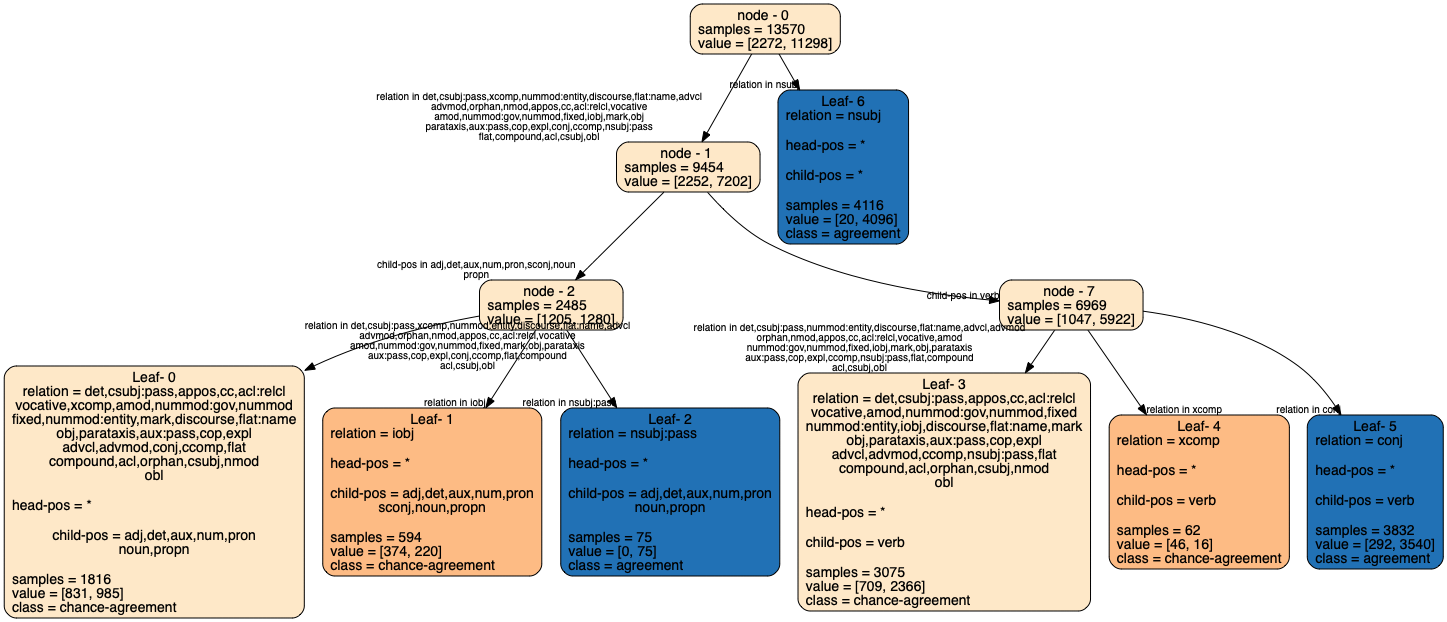 node - 0
samples = 13570
value = [2272, 11298]
relation in det,csubj:pass,xcomp,nummod:entity,discourse,flat:name,advcl
advmod,orphan,nmod,appos,cc,acl:relcl,vocative
amod,nummod:gov,nummod,fixed,iobj,mark,obj
parataxis,aux:pass,cop,expl,conj,ccomp,nsubj:pass
flat,compound,acl,csubj,obl
relation in nsubj
Leaf- 6
relation = nsubj
head-pos = *
child-pos = *
samples = 4116
value = [20, 4096]
class = agreement
node - 1
samples = 9454
value = [2252, 7202]
child-pos in adj,det,aux,num,pron,sconj,noun
propn
node - 2
samples = 2485
value = [1205, 1280]
child-pos in verb
node - 7
samples = 6969
value = [1047, 5922]
relation in det,csubj:pass,xcomp,nummod:entity,discourse,flat:name,advcl
advmod,orphan,nmod,appos,cc,acl:relcl,vocative
amod,nummod:gov,nummod,fixed,mark,obj,parataxis
aux:pass,cop,expl,conj,ccomp,flat,compound
acl,csubj,obl
relation in iobj
relation in nsubj:pass
relation in det,csubj:pass,nummod:entity,discourse,flat:name,advcl,advmod
orphan,nmod,appos,cc,acl:relcl,vocative,amod
nummod:gov,nummod,fixed,iobj,mark,obj,parataxis
aux:pass,cop,expl,ccomp,nsubj:pass,flat,compound
acl,csubj,obl
relation in xcomp
relation in conj
Leaf- 0
relation = det,csubj:pass,appos,cc,acl:relcl
vocative,xcomp,amod,nummod:gov,nummod
fixed,nummod:entity,mark,discourse,flat:name
obj,parataxis,aux:pass,cop,expl
advcl,advmod,conj,ccomp,flat
compound,acl,orphan,csubj,nmod
obl
head-pos = *
child-pos = adj,det,aux,num,pron
noun,propn
samples = 1816
value = [831, 985]
class = chance-agreement
Leaf- 1
relation = iobj
head-pos = *
child-pos = adj,det,aux,num,pron
sconj,noun,propn
samples = 594
value = [374, 220]
class = chance-agreement
Leaf- 2
relation = nsubj:pass
head-pos = *
child-pos = adj,det,aux,num,pron
noun,propn
samples = 75
value = [0, 75]
class = agreement
Leaf- 3
relation = det,csubj:pass,appos,cc,acl:relcl
vocative,amod,nummod:gov,nummod,fixed
nummod:entity,iobj,discourse,flat:name,mark
obj,parataxis,aux:pass,cop,expl
advcl,advmod,ccomp,nsubj:pass,flat
compound,acl,orphan,csubj,nmod
obl
head-pos = *
child-pos = verb
samples = 3075
value = [709, 2366]
class = chance-agreement
Leaf- 4
relation = xcomp
head-pos = *
child-pos = verb
samples = 62
value = [46, 16]
class = chance-agreement
Leaf- 5
relation = conj
head-pos = *
child-pos = verb
samples = 3832
value = [292, 3540]
class = agreement